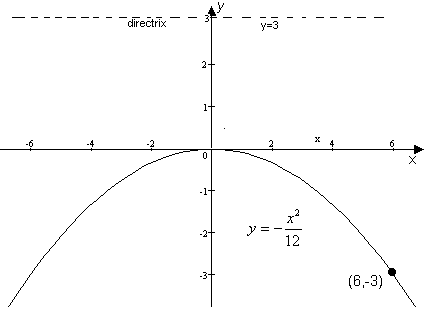 y
3
directrix
y=3
2
1
x
-6 -4 -2 2 4 6
0
x
-1
y = -x²/12
-2
-3
(6,-3)